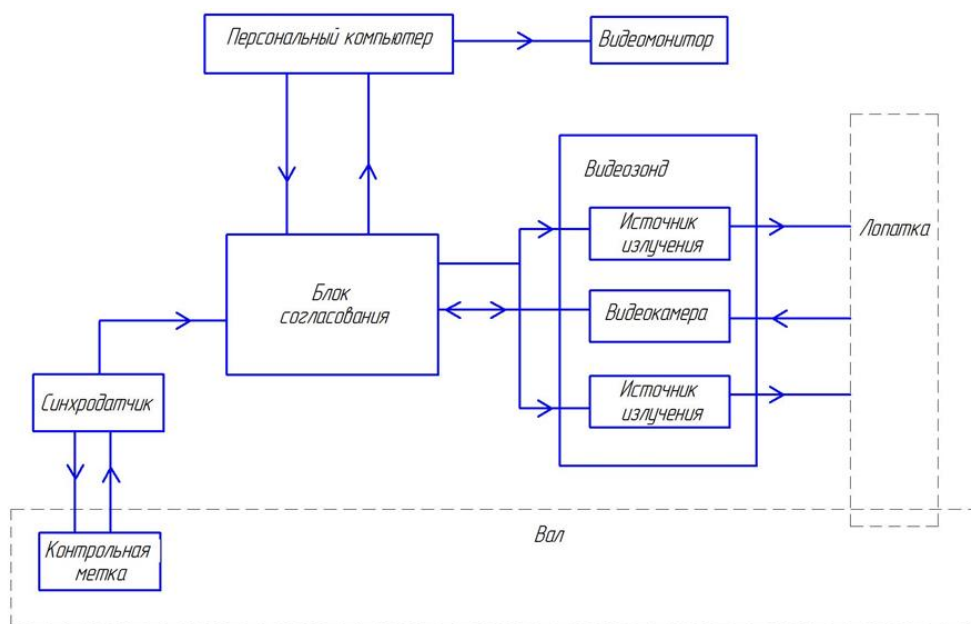 Персональный компьютер
Видеомонитор
Видеозонд
Источник
излучения
Лопатка
Блок
согласования
Видеокамера
Синхродатчик
Источник
излучения
Вал
Контрольная
метка